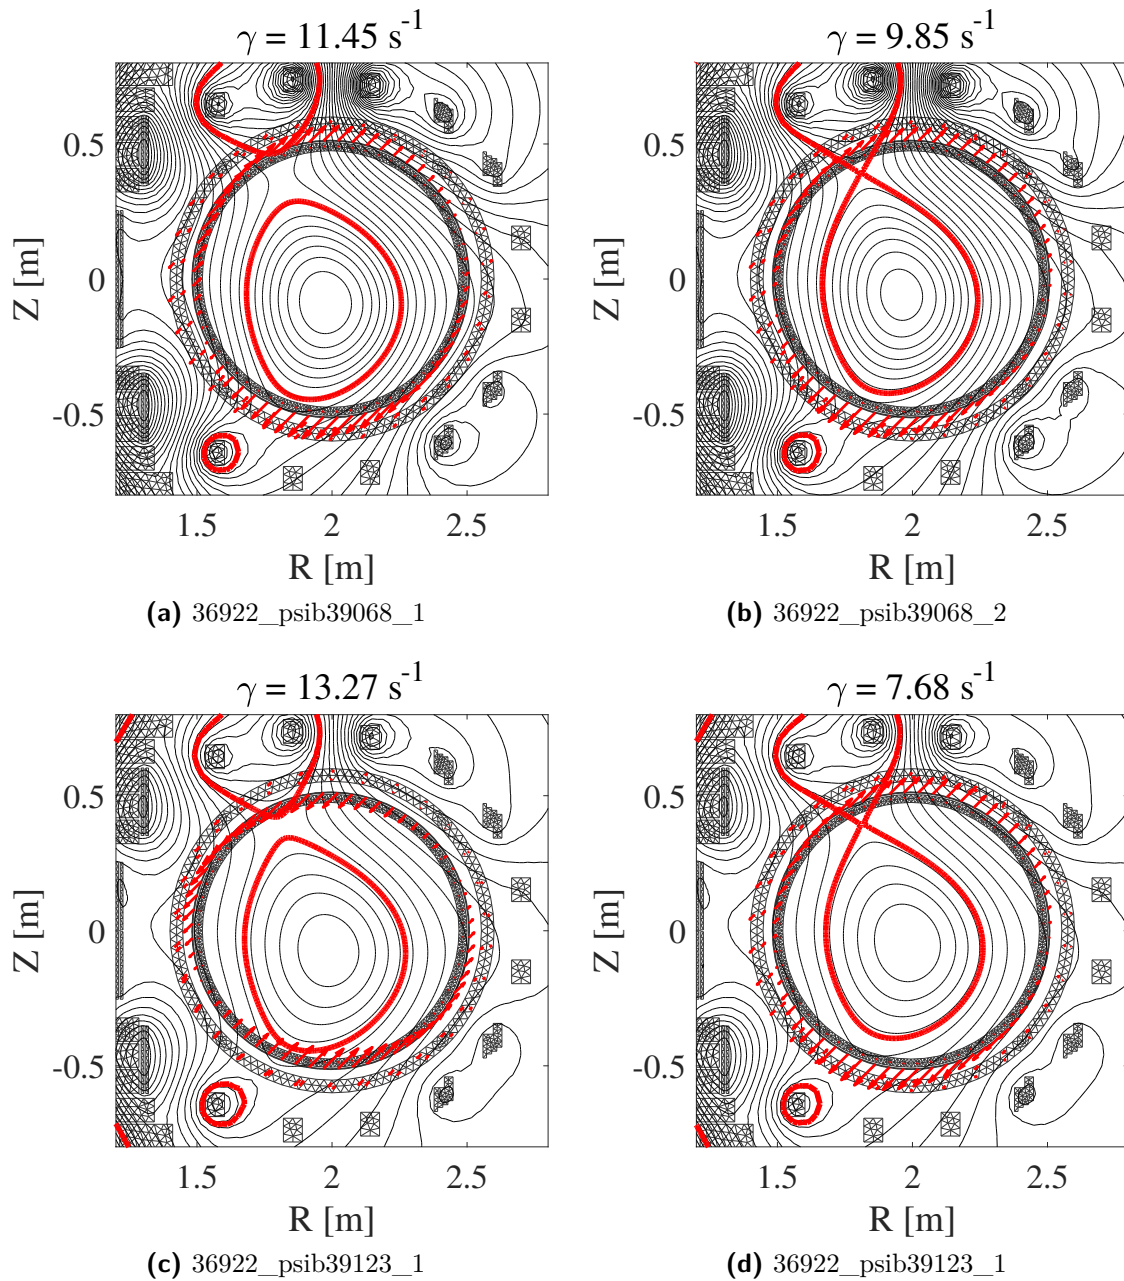 γ = 11.45 s⁻¹
γ = 9.85 s⁻¹
0.5
0
-0.5
Z [m]
1.5 2 2.5
R [m]
0.5
0
-0.5
Z [m]
1.5 2 2.5
R [m]
(a) 36922_psib39068_1
(b) 36922_psib39068_2
γ = 13.27 s⁻¹
γ = 7.68 s⁻¹
0.5
0
-0.5
Z [m]
1.5 2 2.5
R [m]
0.5
0
-0.5
Z [m]
1.5 2 2.5
R [m]
(c) 36922_psib39123_1
(d) 36922_psib39123_1